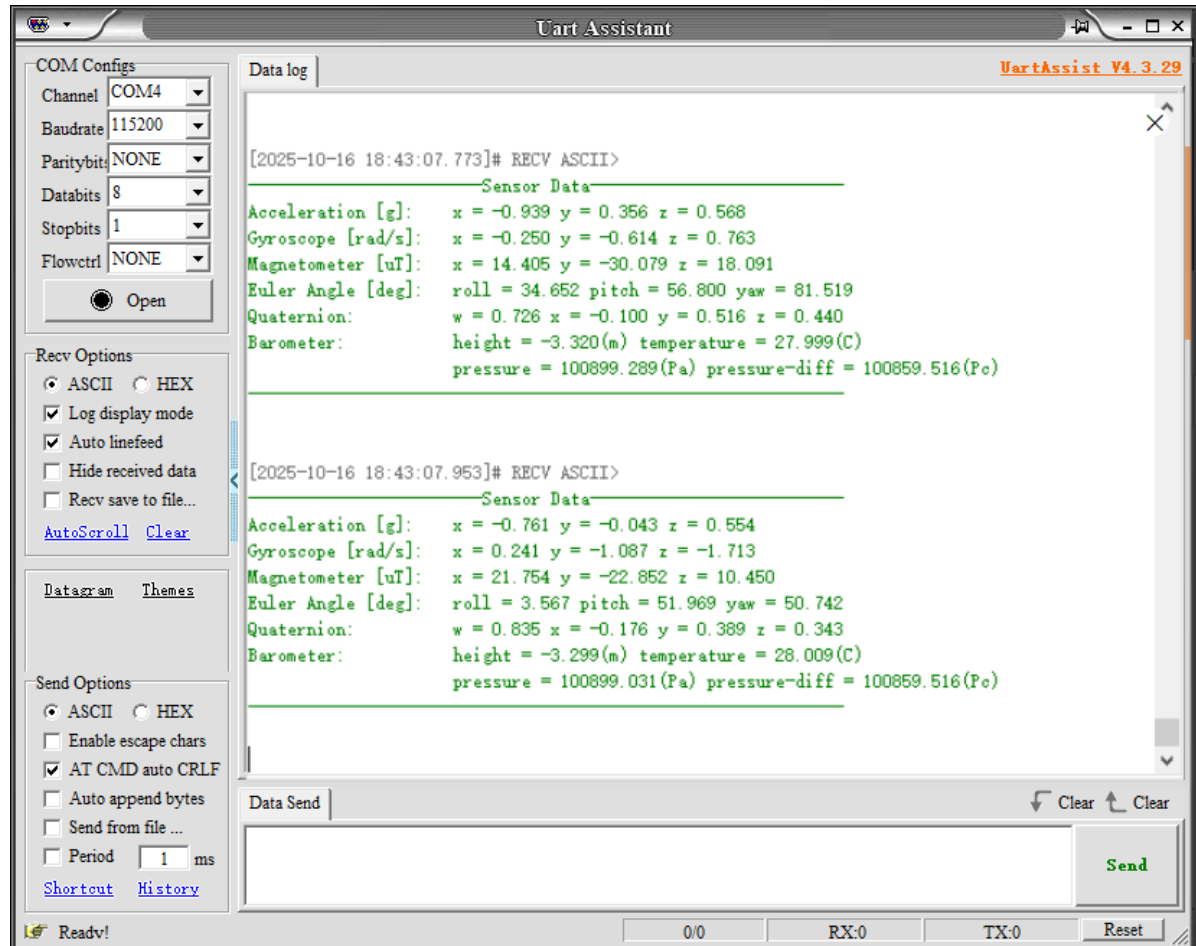 Uart Assistant
COM Configs
Channel COM4
Baudrate 115200
Paritybits NONE
Databits 8
Stopbits 1
Flowctrl NONE
Open
Recv Options
ASCII HEX
Log display mode
Auto linefeed
Hide received data
Recv save to file...
AutoScroll Clear
Datagram Themes
Send Options
ASCII HEX
Enable escape chars
AT CMD auto CRLF
Auto append bytes
Send from file ...
Period 1 ms
Shortcut History
Data log
UartAssist V4.3.29
[2025-10-16 18:43:07.773]# RECV ASCII>
Sensor Data
Acceleration [g]: x = -0.939 y = 0.356 z = 0.568
Gyroscope [rad/s]: x = -0.250 y = -0.614 z = 0.763
Magnetometer [uT]: x = 14.405 y = -30.079 z = 18.091
Euler Angle [deg]: roll = 34.652 pitch = 56.800 yaw = 81.519
Quaternion: w = 0.726 x = -0.100 y = 0.516 z = 0.440
Barometer: height = -3.320(m) temperature = 27.999(C)
pressure = 100899.289(Pa) pressure-diff = 100859.516(Pc)
[2025-10-16 18:43:07.953]# RECV ASCII>
Sensor Data
Acceleration [g]: x = -0.761 y = -0.043 z = 0.554
Gyroscope [rad/s]: x = 0.241 y = -1.087 z = -1.713
Magnetometer [uT]: x = 21.754 y = -22.852 z = 10.450
Euler Angle [deg]: roll = 3.567 pitch = 51.969 yaw = 50.742
Quaternion: w = 0.835 x = -0.176 y = 0.389 z = 0.343
Barometer: height = -3.299(m) temperature = 28.009(C)
pressure = 100899.031(Pa) pressure-diff = 100859.516(Pc)
Data Send
Clear Clear
Send
Ready!
0/0
RX:0
TX:0
Reset